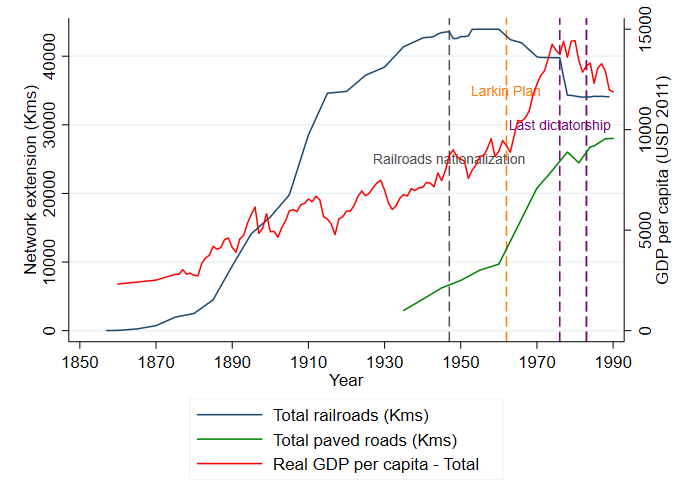 Network extension (Kms)
40000
30000
20000
10000
0
15000
10000
5000
0
GDP per capita (USD 2011)
Larkin Plan
Last dictatorship
Railroads nationalization
1850
1870
1890
1910
1930
1950
1970
1990
Year
Total railroads (Kms)
Total paved roads (Kms)
Real GDP per capita - Total